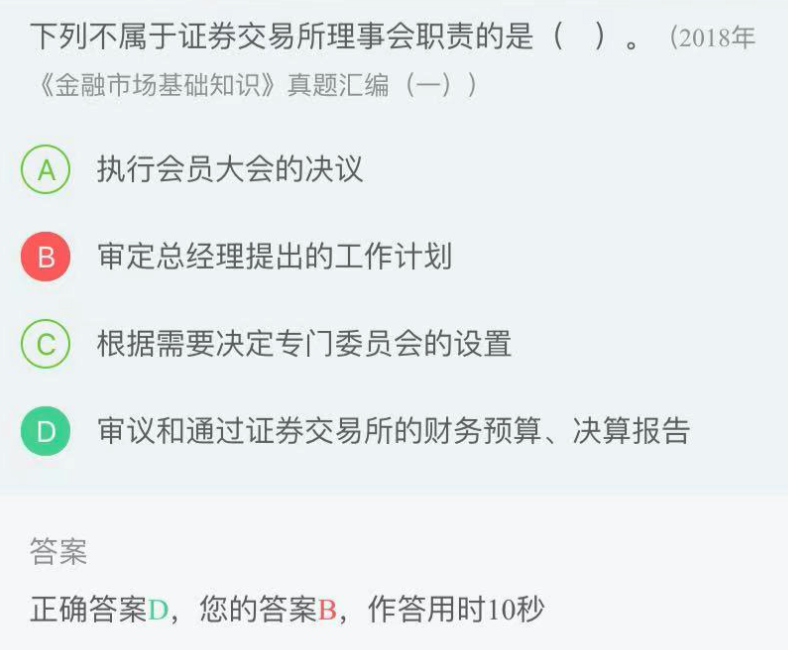 下列不属于证券交易所理事会职责的是（ ）。（2018年
《金融市场基础知识》真题汇编（一））
A 执行会员大会的决议
B 审定总经理提出的工作计划
C 根据需要决定专门委员会的设置
D 审议和通过证券交易所的财务预算、决算报告
答案
正确答案D，您的答案B，作答用时10秒